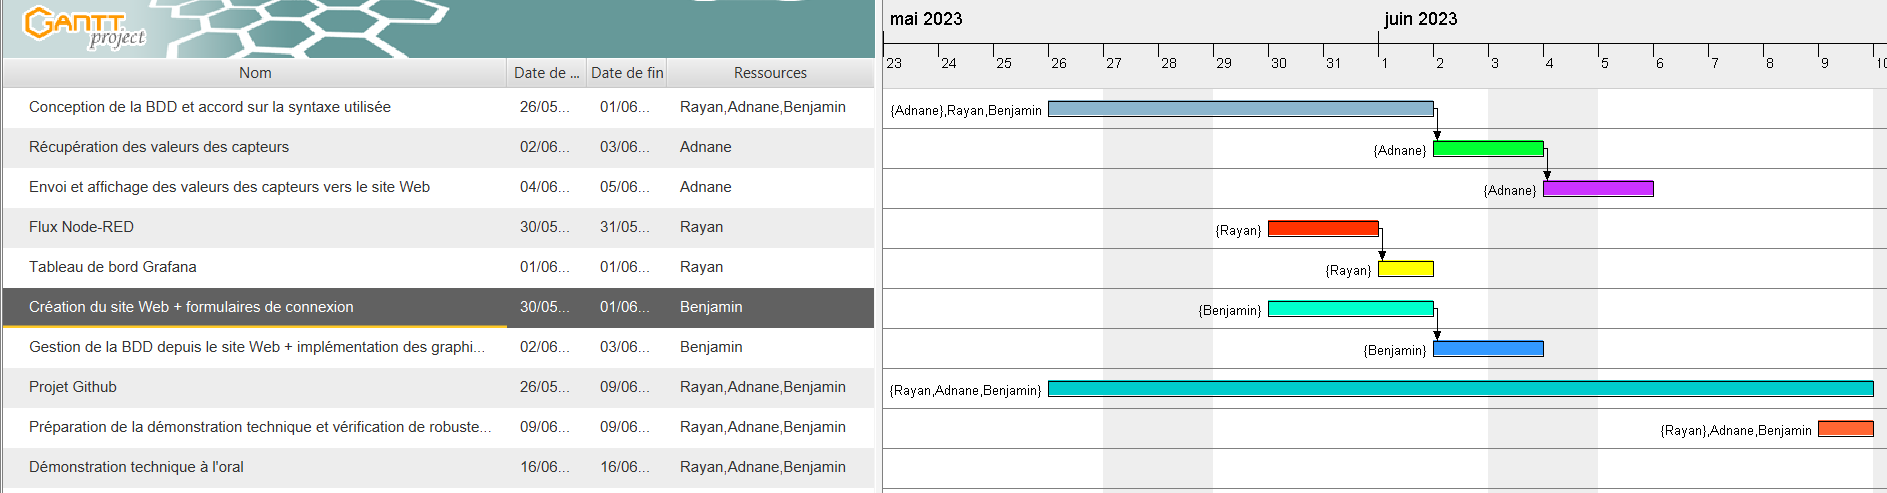 GANTT
project
Nom Date de ... Date de fin Ressources
Conception de la BDD et accord sur la syntaxe utilisée 26/05... 01/06... Rayan,Adnane,Benjamin
Récupération des valeurs des capteurs 02/06... 03/06... Adnane
Envoi et affichage des valeurs des capteurs vers le site Web 04/06... 05/06... Adnane
Flux Node-RED 30/05... 31/05... Rayan
Tableau de bord Grafana 01/06... 01/06... Rayan
Création du site Web + formulaires de connexion 30/05... 01/06... Benjamin
Gestion de la BDD depuis le site Web + implémentation des graphi... 02/06... 03/06... Benjamin
Projet Github 26/05... 09/06... Rayan,Adnane,Benjamin
Préparation de la démonstration technique et vérification de robuste... 09/06... 09/06... Rayan,Adnane,Benjamin
Démonstration technique à l'oral 16/06... 16/06... Rayan,Adnane,Benjamin
mai 2023 juin 2023
23 24 25 26 27 28 29 30 31 1 2 3 4 5 6 7 8 9 10
{Adnane},Rayan,Benjamin
{Adnane}
{Adnane}
{Rayan}
{Rayan}
{Benjamin}
{Benjamin}
{Rayan,Adnane,Benjamin}
{Rayan},Adnane,Benjamin